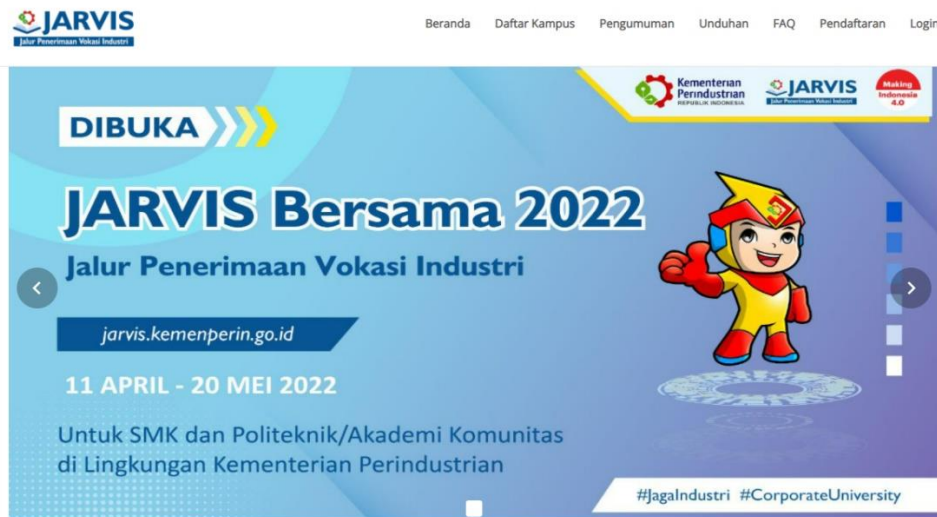 JARVIS
Jalur Penerimaan Vokasi Industri
Beranda Daftar Kampus Pengumuman Unduhan FAQ Pendaftaran Login
Kementerian
Perindustrian
REPUBLIK INDONESIA
JARVIS
Jalur Penerimaan Vokasi Industri
Making
Indonesia
4.0
DIBUKA
JARVIS Bersama 2022
Jalur Penerimaan Vokasi Industri
jarvis.kemenperin.go.id
11 APRIL - 20 MEI 2022
Untuk SMK dan Politeknik/Akademi Komunitas
di Lingkungan Kementerian Perindustrian
#JagaIndustri #CorporateUniversity